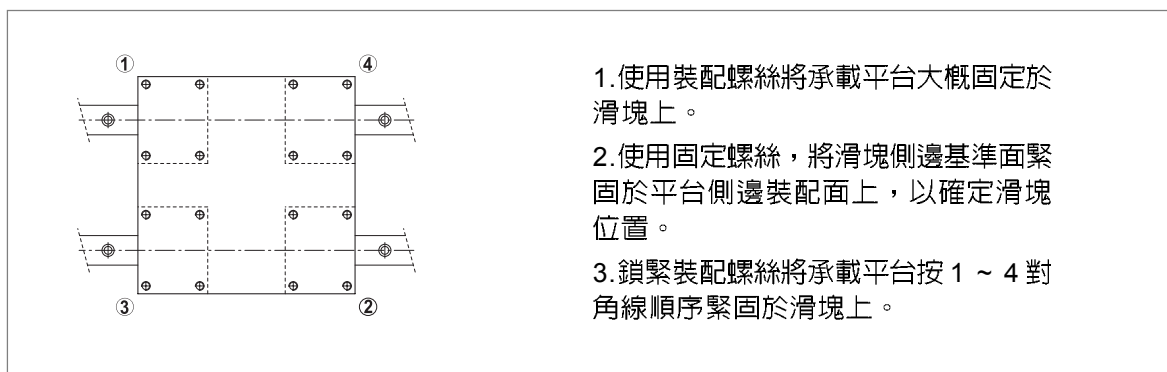 ① ④
③ ②
1.使用裝配螺絲將承載平台大概固定於
滑塊上。
2.使用固定螺絲，將滑塊側邊基準面緊
固於平台側邊裝配面上，以確定滑塊
位置。
3.鎖緊裝配螺絲將承載平台按 1 ~ 4 對
角線順序緊固於滑塊上。